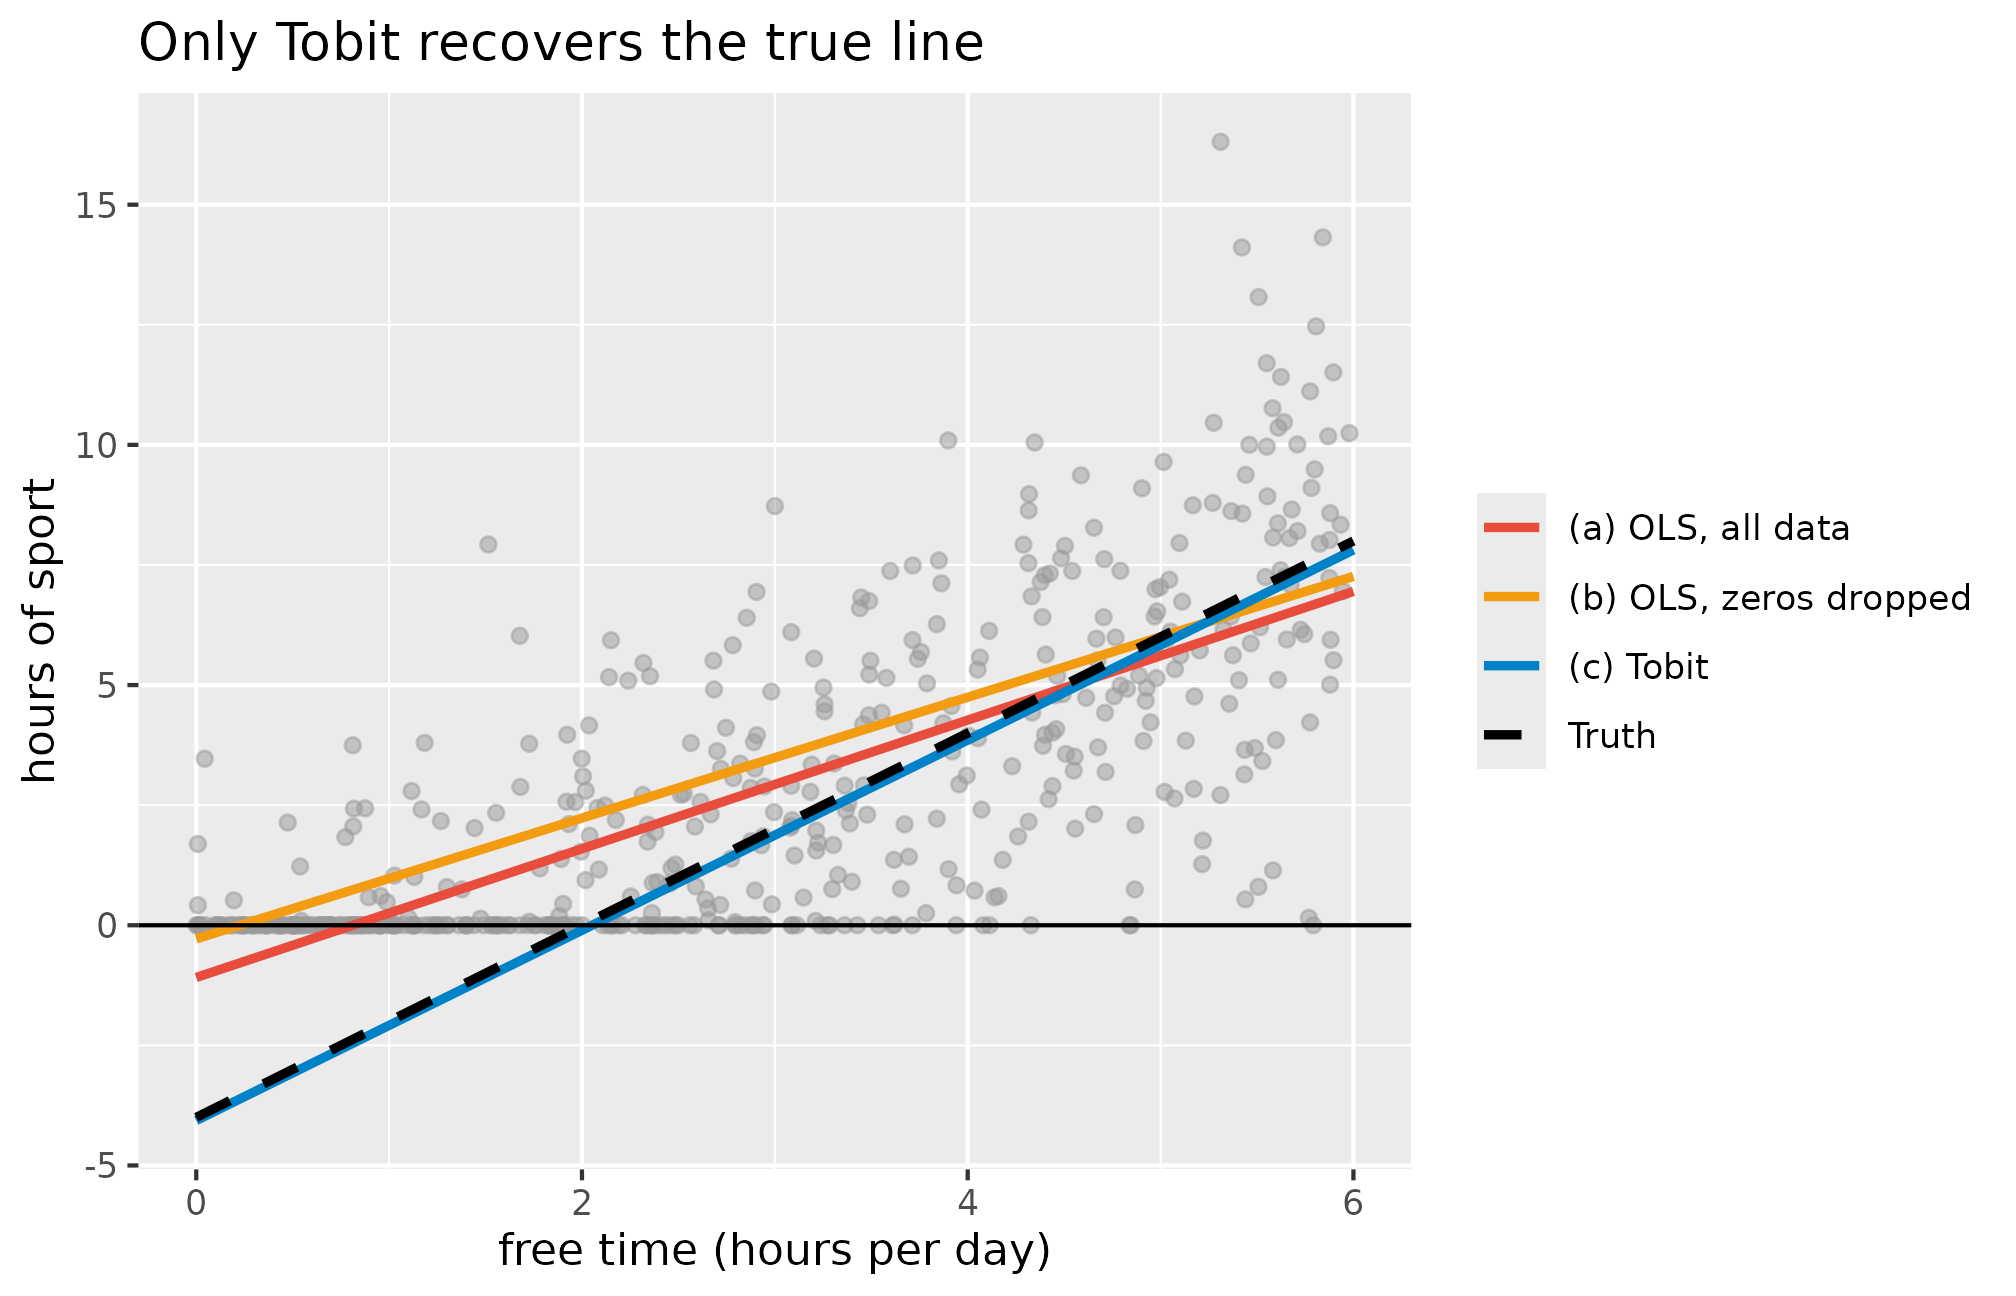 Only Tobit recovers the true line
hours of sport
15
10
5
0
-5
0 2 4 6
free time (hours per day)
(a) OLS, all data
(b) OLS, zeros dropped
(c) Tobit
Truth